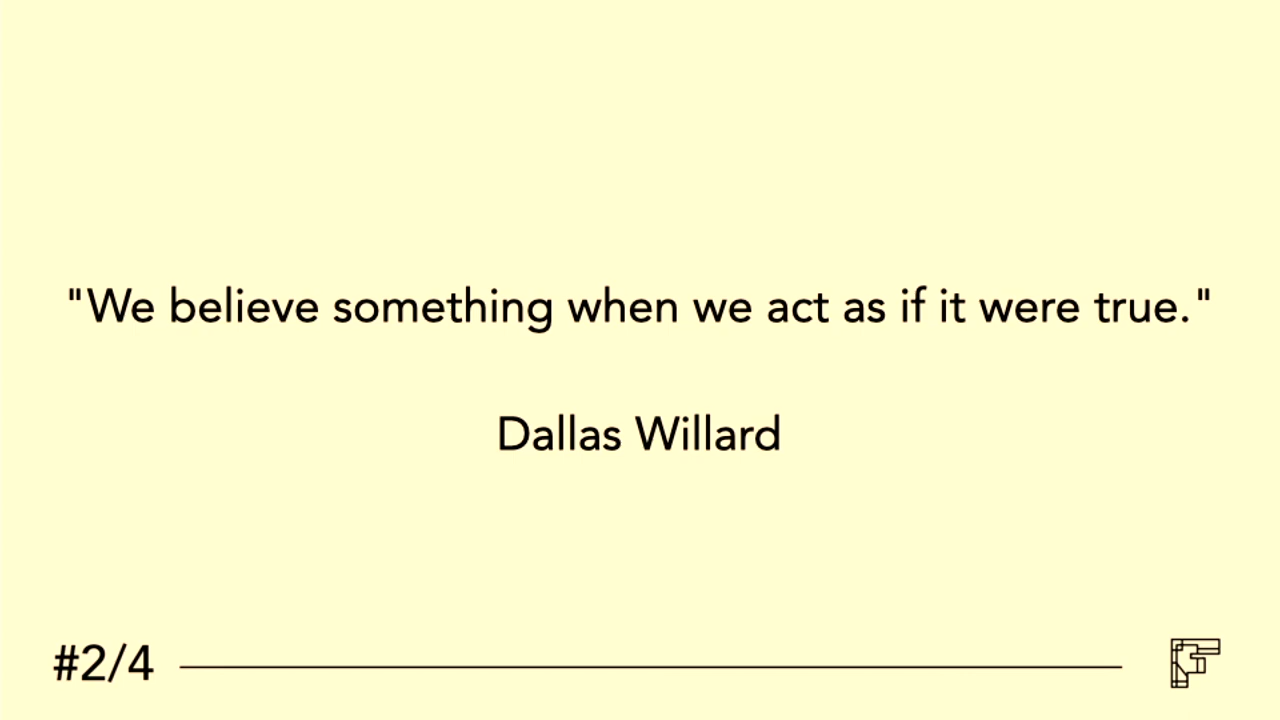 "We believe something when we act as if it were true."
Dallas Willard
#2/4